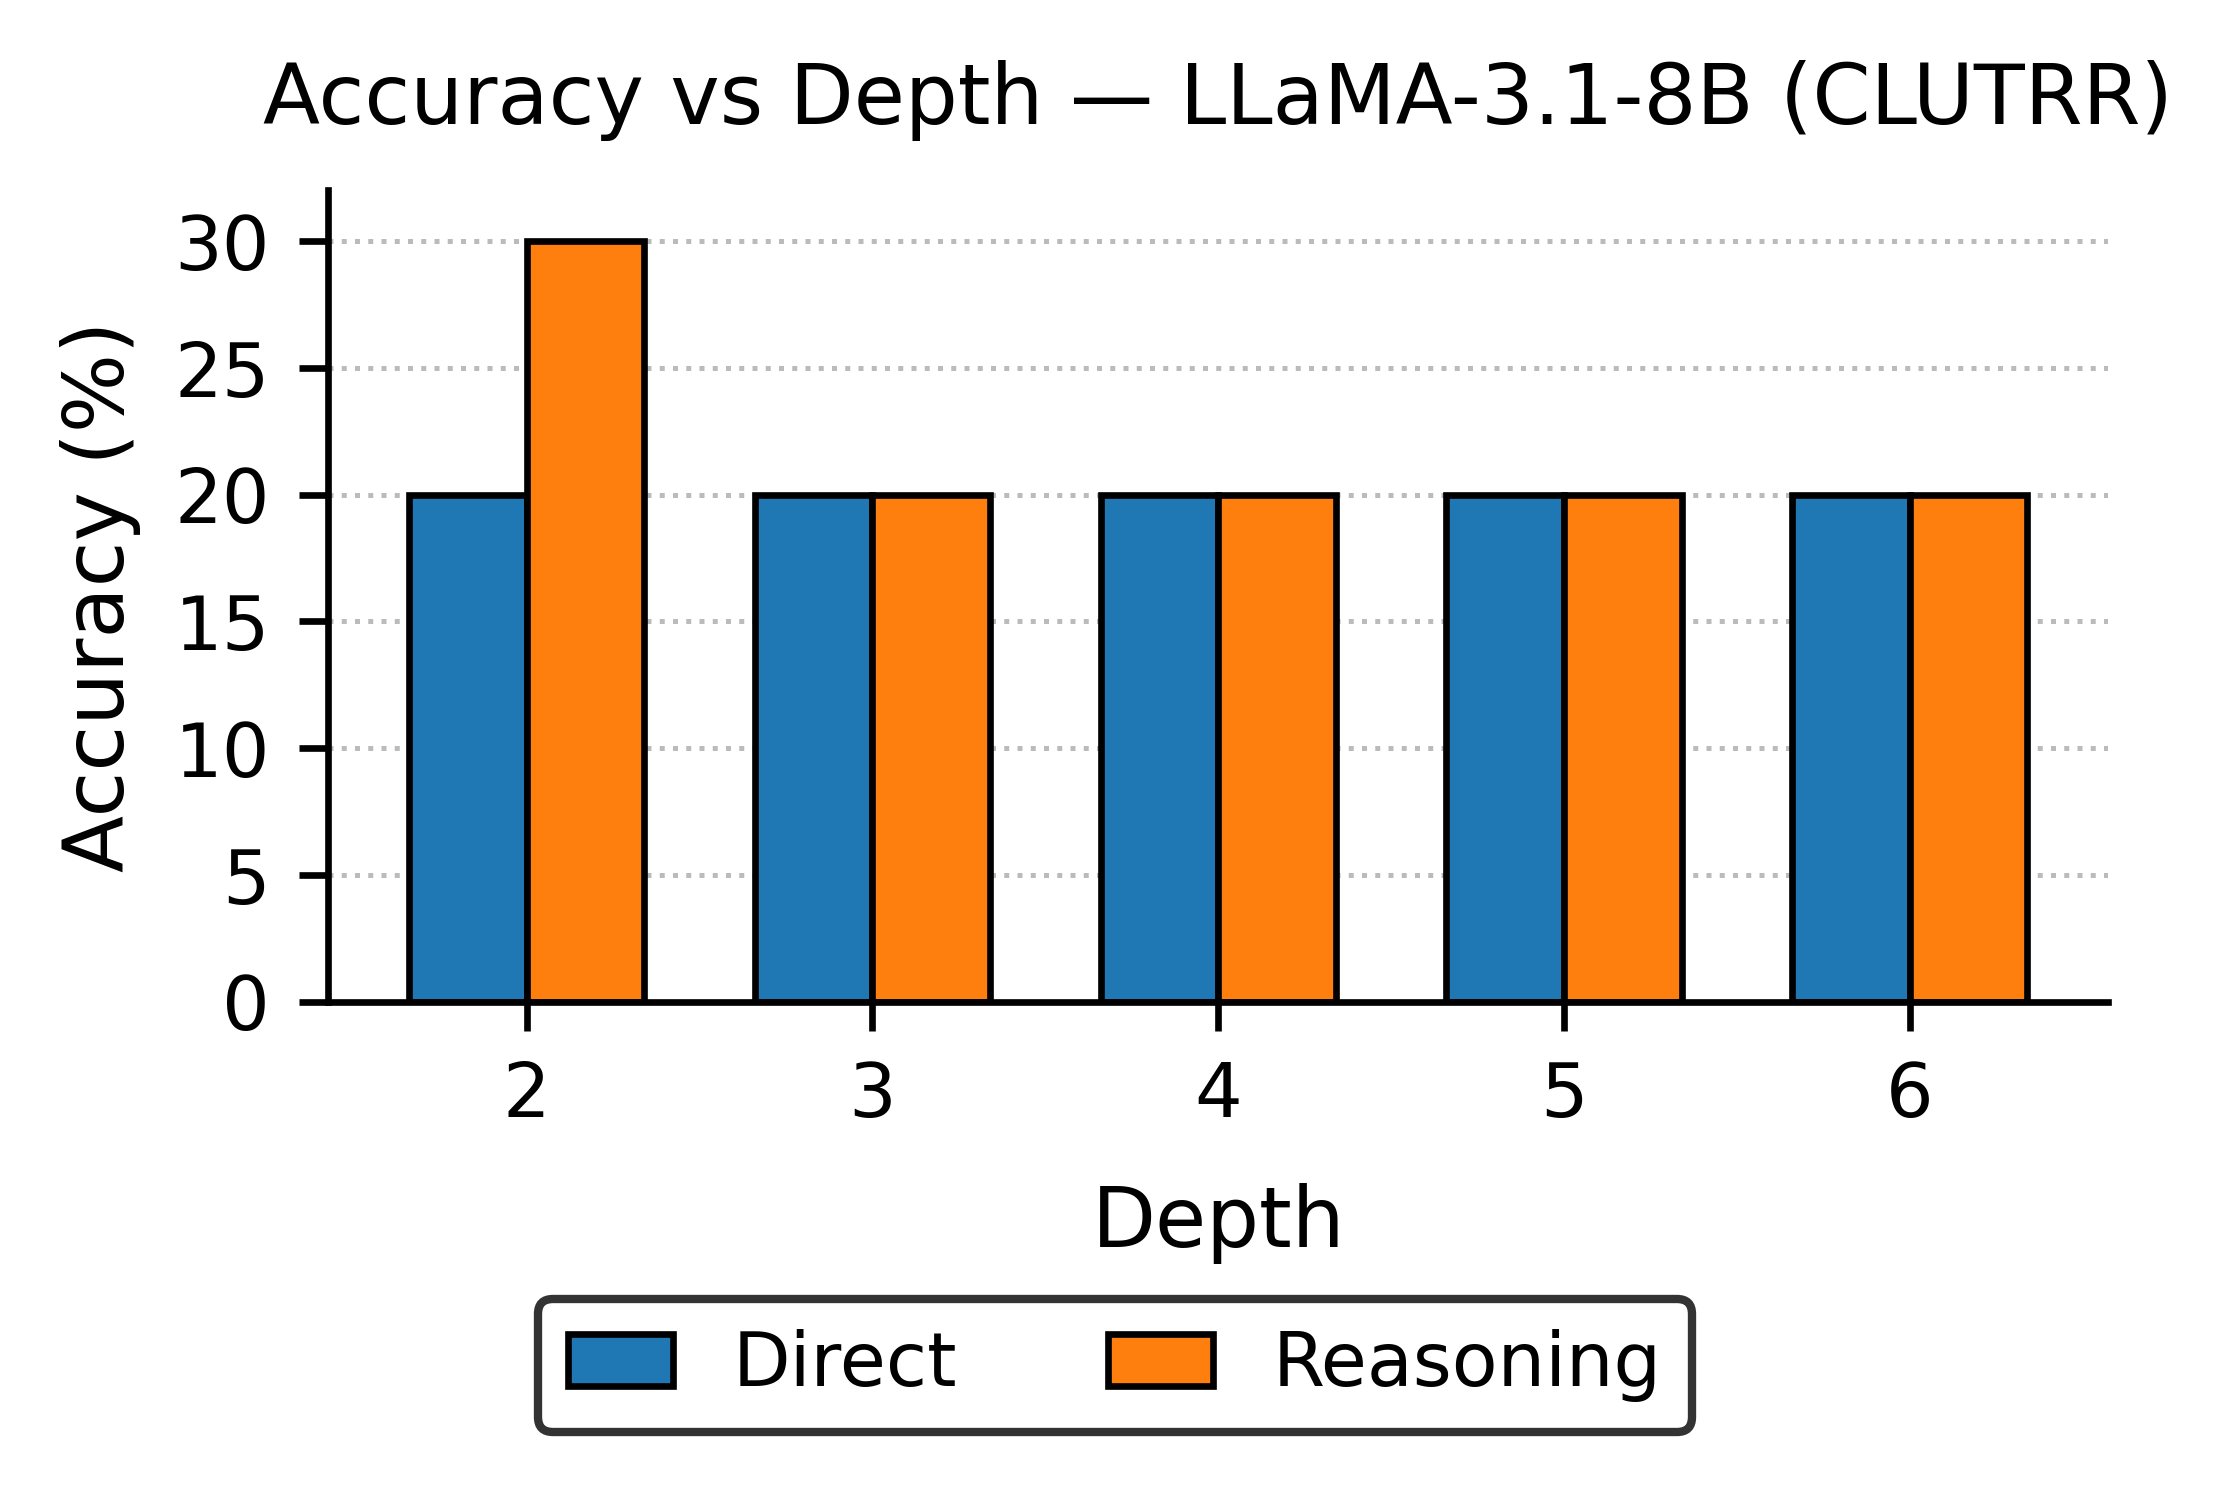 Accuracy vs Depth — LLaMA-3.1-8B (CLUTRR)
Accuracy (%)
30
25
20
15
10
5
0
2 3 4 5 6
Depth
Direct Reasoning